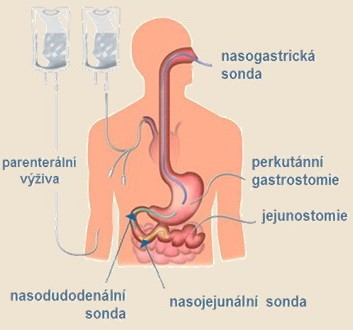 nasogastrická
sonda
parenterální
výživa
perkutánní
gastrostomie
jejunostomie
nasodudodenální
sonda
nasojejunální sonda